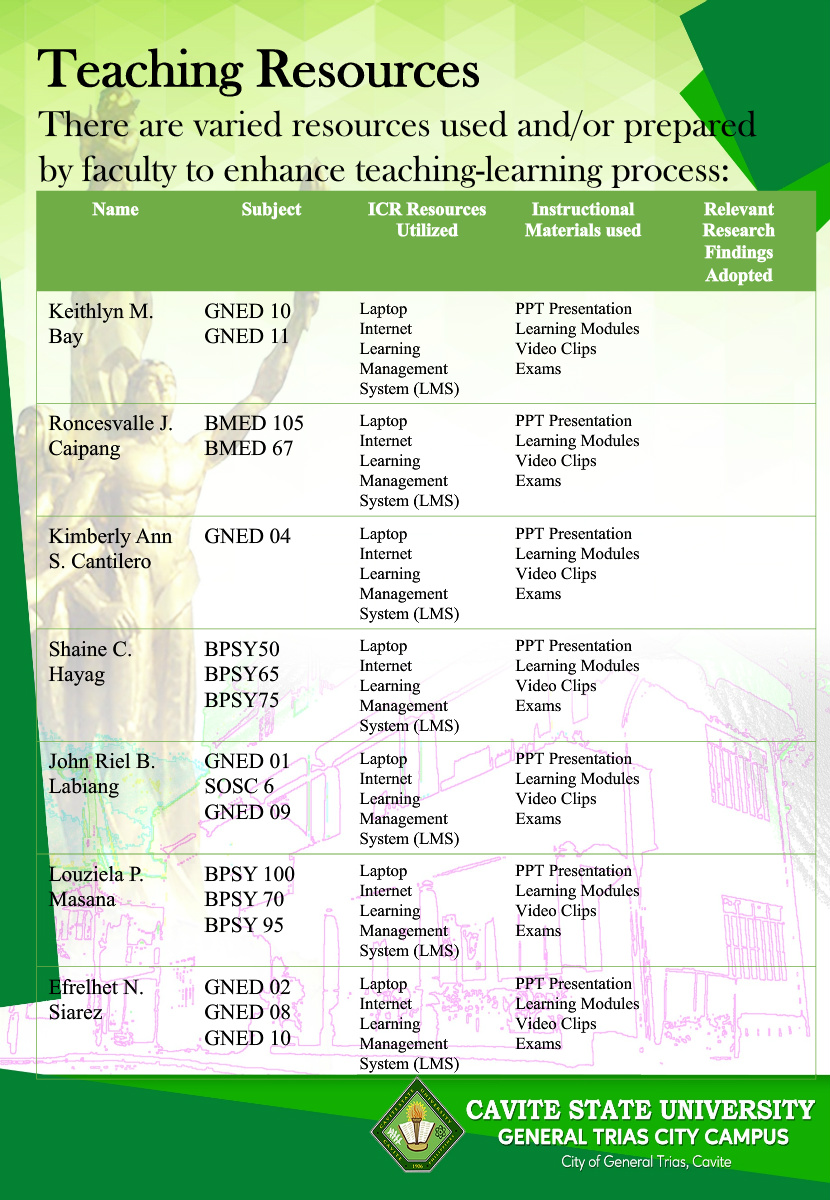 Teaching Resources
There are varied resources used and/or prepared
by faculty to enhance teaching-learning process:
Name
Subject
ICR Resources
Utilized
Instructional
Materials used
Relevant
Research
Findings
Adopted
Keithlyn M.
Bay
GNED 10
GNED 11
Laptop
Internet
Learning
Management
System (LMS)
PPT Presentation
Learning Modules
Video Clips
Exams
Roncesvalle J.
Caipang
BMED 105
BMED 67
Laptop
Internet
Learning
Management
System (LMS)
PPT Presentation
Learning Modules
Video Clips
Exams
Kimberly Ann
S. Cantilero
GNED 04
Laptop
Internet
Learning
Management
System (LMS)
PPT Presentation
Learning Modules
Video Clips
Exams
Shaine C.
Hayag
BPSY50
BPSY65
BPSY75
Laptop
Internet
Learning
Management
System (LMS)
PPT Presentation
Learning Modules
Video Clips
Exams
John Riel B.
Labiang
GNED 01
SOSC 6
GNED 09
Laptop
Internet
Learning
Management
System (LMS)
PPT Presentation
Learning Modules
Video Clips
Exams
Louziela P.
Masana
BPSY 100
BPSY 70
BPSY 95
Laptop
Internet
Learning
Management
System (LMS)
PPT Presentation
Learning Modules
Video Clips
Exams
Efrelhet N.
Siarez
GNED 02
GNED 08
GNED 10
Laptop
Internet
Learning
Management
System (LMS)
PPT Presentation
Learning Modules
Video Clips
Exams
CAVITE STATE UNIVERSITY
GENERAL TRIAS CITY CAMPUS
City of General Trias, Cavite
1906